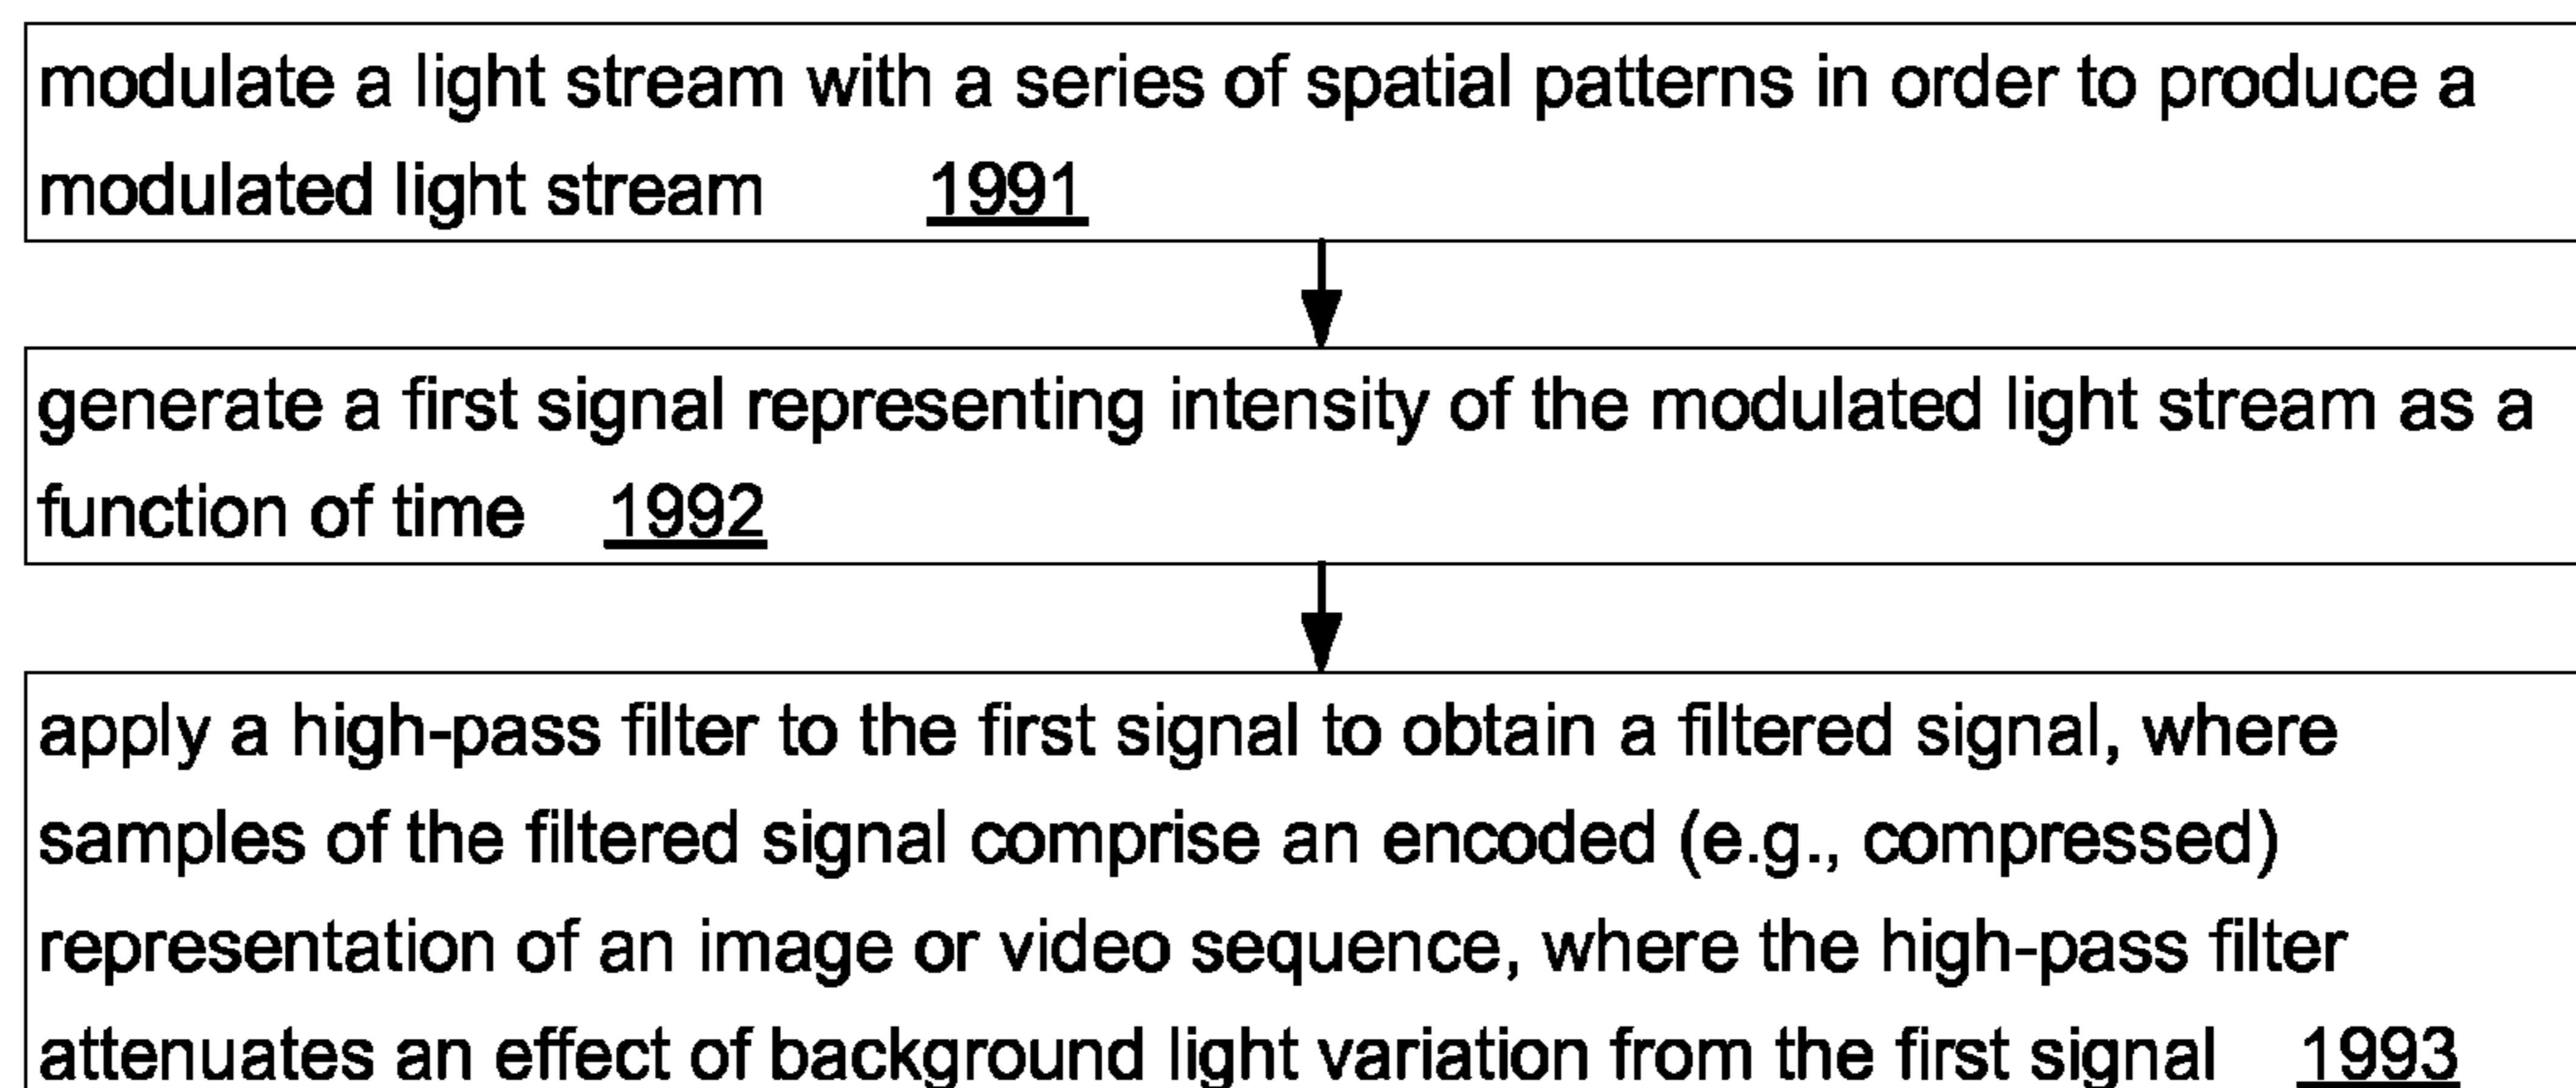 modulate a light stream with a series of spatial patterns in order to produce a
modulated light stream 1991
generate a first signal representing intensity of the modulated light stream as a
function of time 1992
apply a high-pass filter to the first signal to obtain a filtered signal, where
samples of the filtered signal comprise an encoded (e.g., compressed)
representation of an image or video sequence, where the high-pass filter
attenuates an effect of background light variation from the first signal 1993